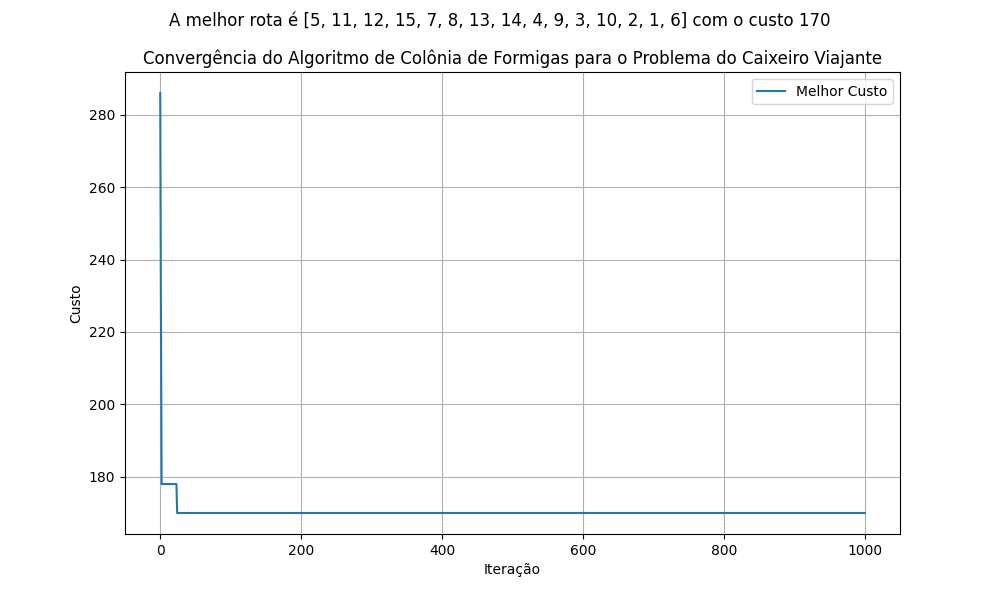 A melhor rota é [5, 11, 12, 15, 7, 8, 13, 14, 4, 9, 3, 10, 2, 1, 6] com o custo 170
Convergência do Algoritmo de Colônia de Formigas para o Problema do Caixeiro Viajante
Melhor Custo
280
260
240
220
200
180
Custo
0 200 400 600 800 1000
Iteração